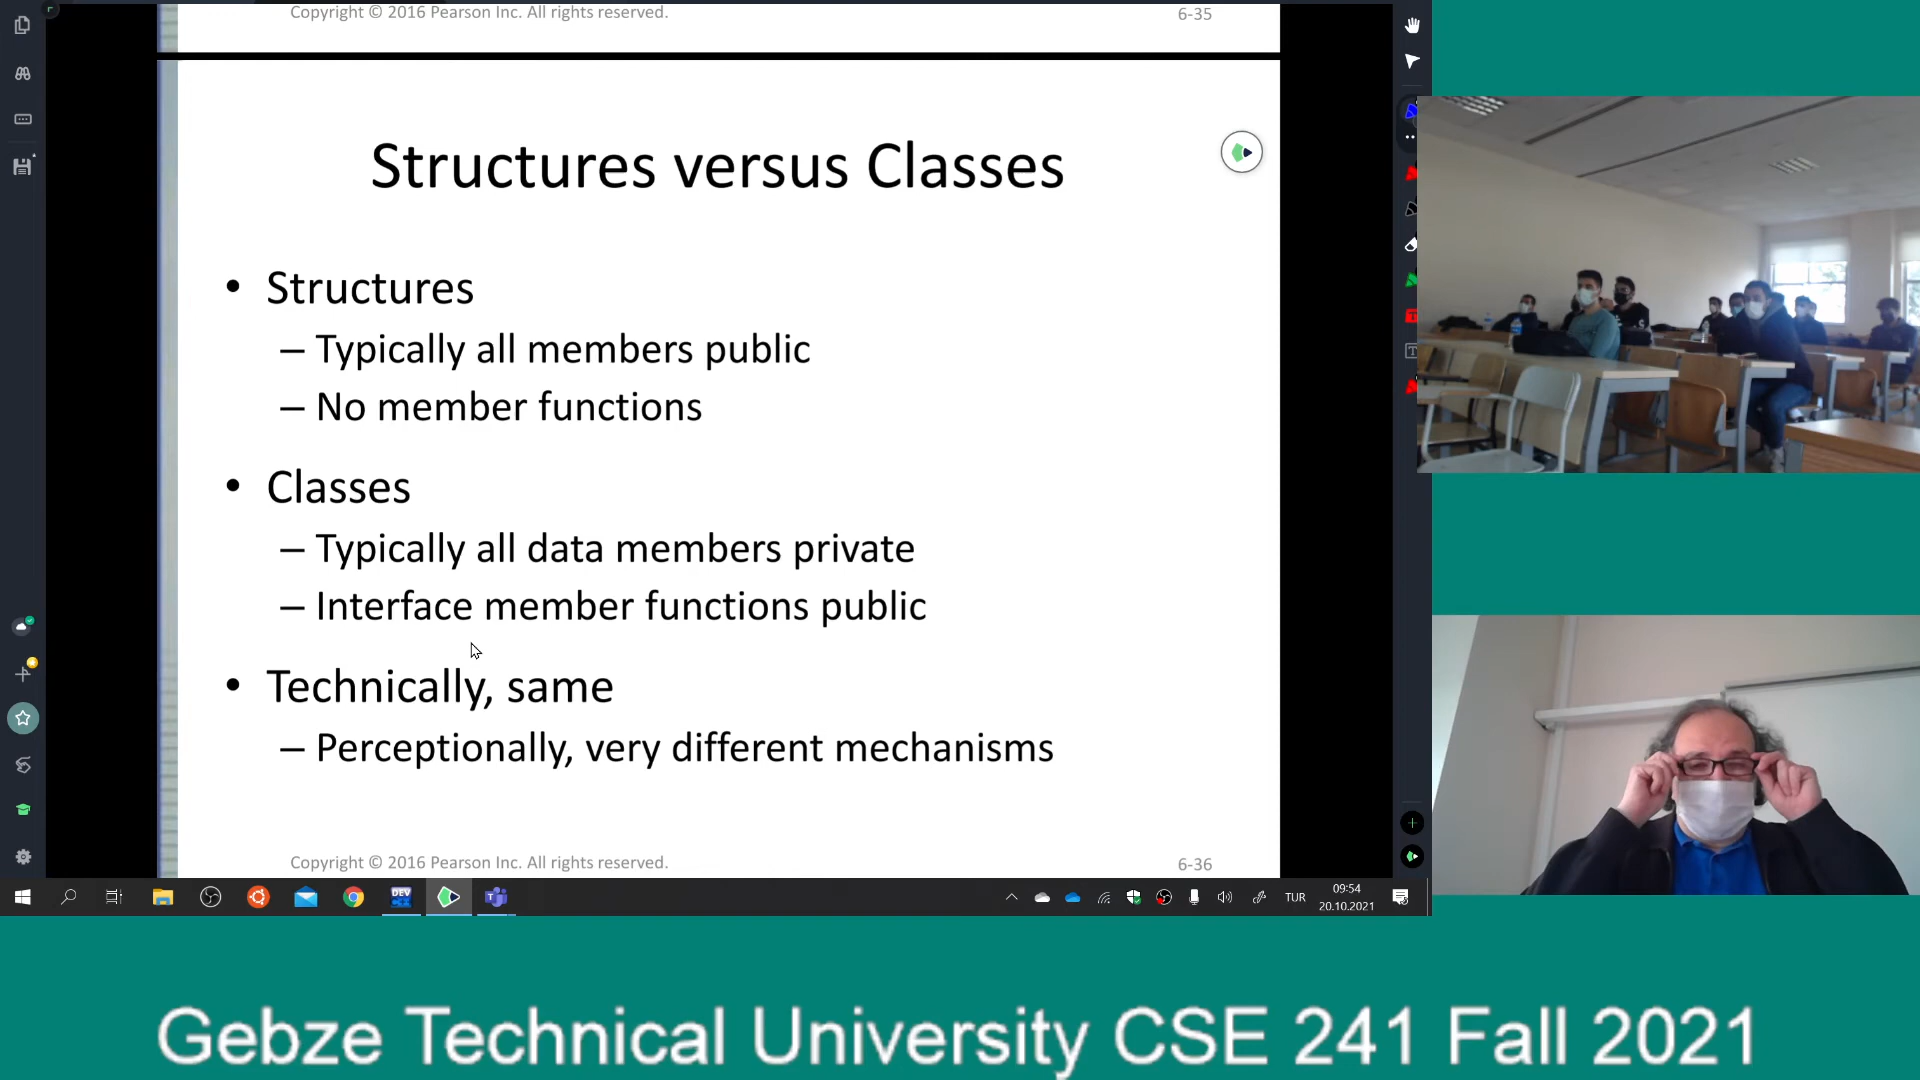 Copyright © 2016 Pearson Inc. All rights reserved.
6-35
Structures versus Classes
• Structures
– Typically all members public
– No member functions
• Classes
– Typically all data members private
– Interface member functions public
• Technically, same
– Perceptionally, very different mechanisms
Copyright © 2016 Pearson Inc. All rights reserved.
6-36
DEV
TUR
09:54
20.10.2021
Gebze Technical University CSE 241 Fall 2021